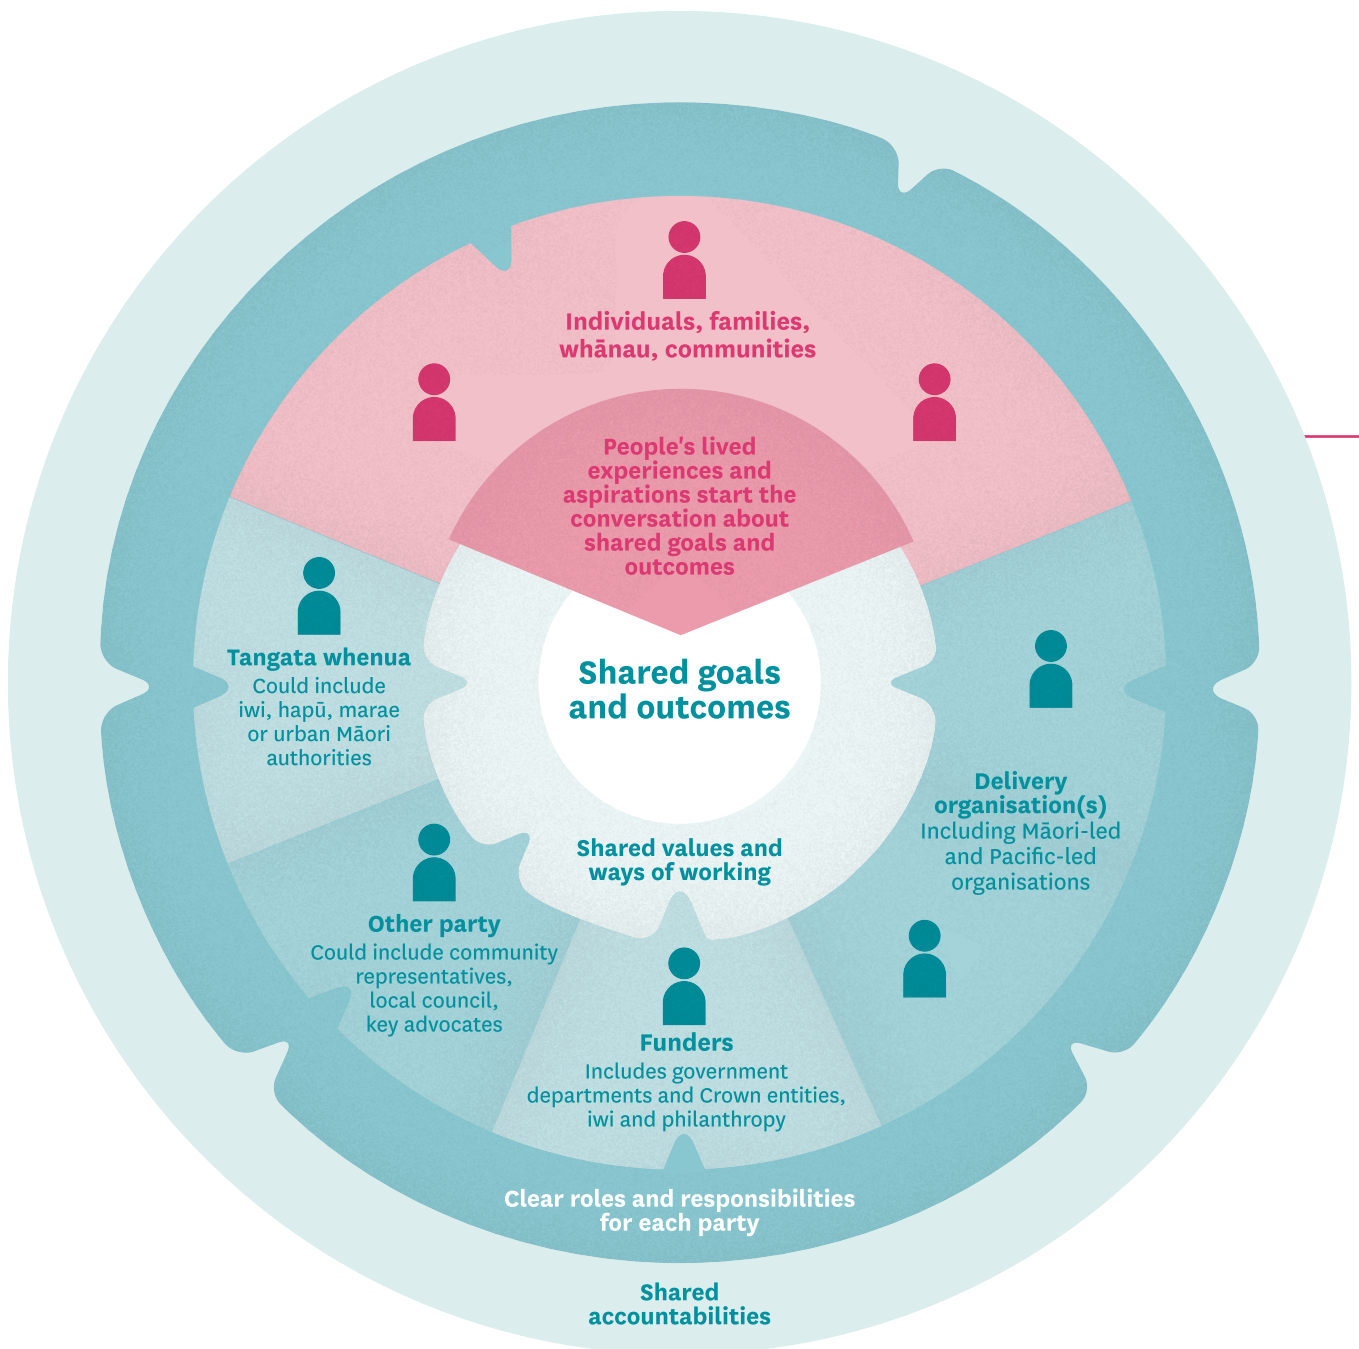 Individuals, families,
whānau, communities
People's lived
experiences and
aspirations start the
conversation about
shared goals and
outcomes
Shared goals
and outcomes
Tangata whenua
Could include
iwi, hapū, marae
or urban Māori
authorities
Delivery
organisation(s)
Including Māori-led
and Pacific-led
organisations
Shared values and
ways of working
Other party
Could include community
representatives,
local council,
key advocates
Funders
Includes government
departments and Crown entities,
iwi and philanthropy
Clear roles and responsibilities
for each party
Shared
accountabilities